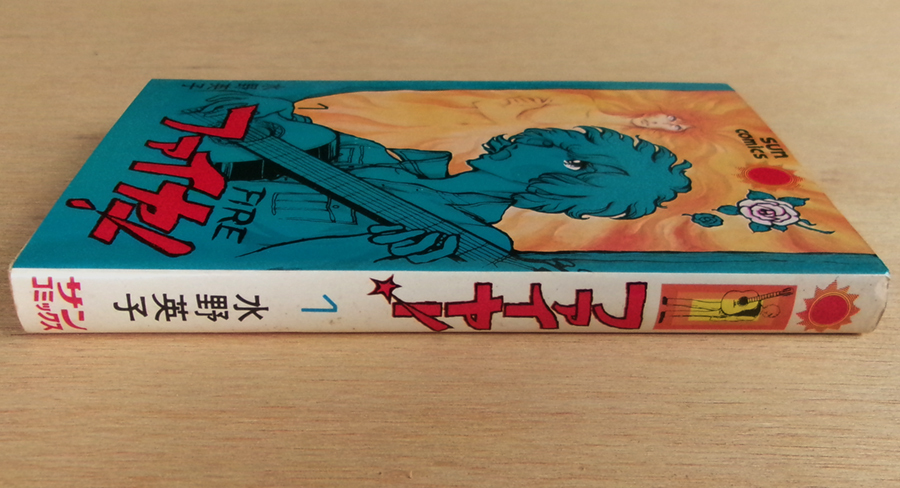 sun
comics
ファイヤー!
FIRE
1
水野英子
ファイヤー!
1
水野英子
サン
コミックス